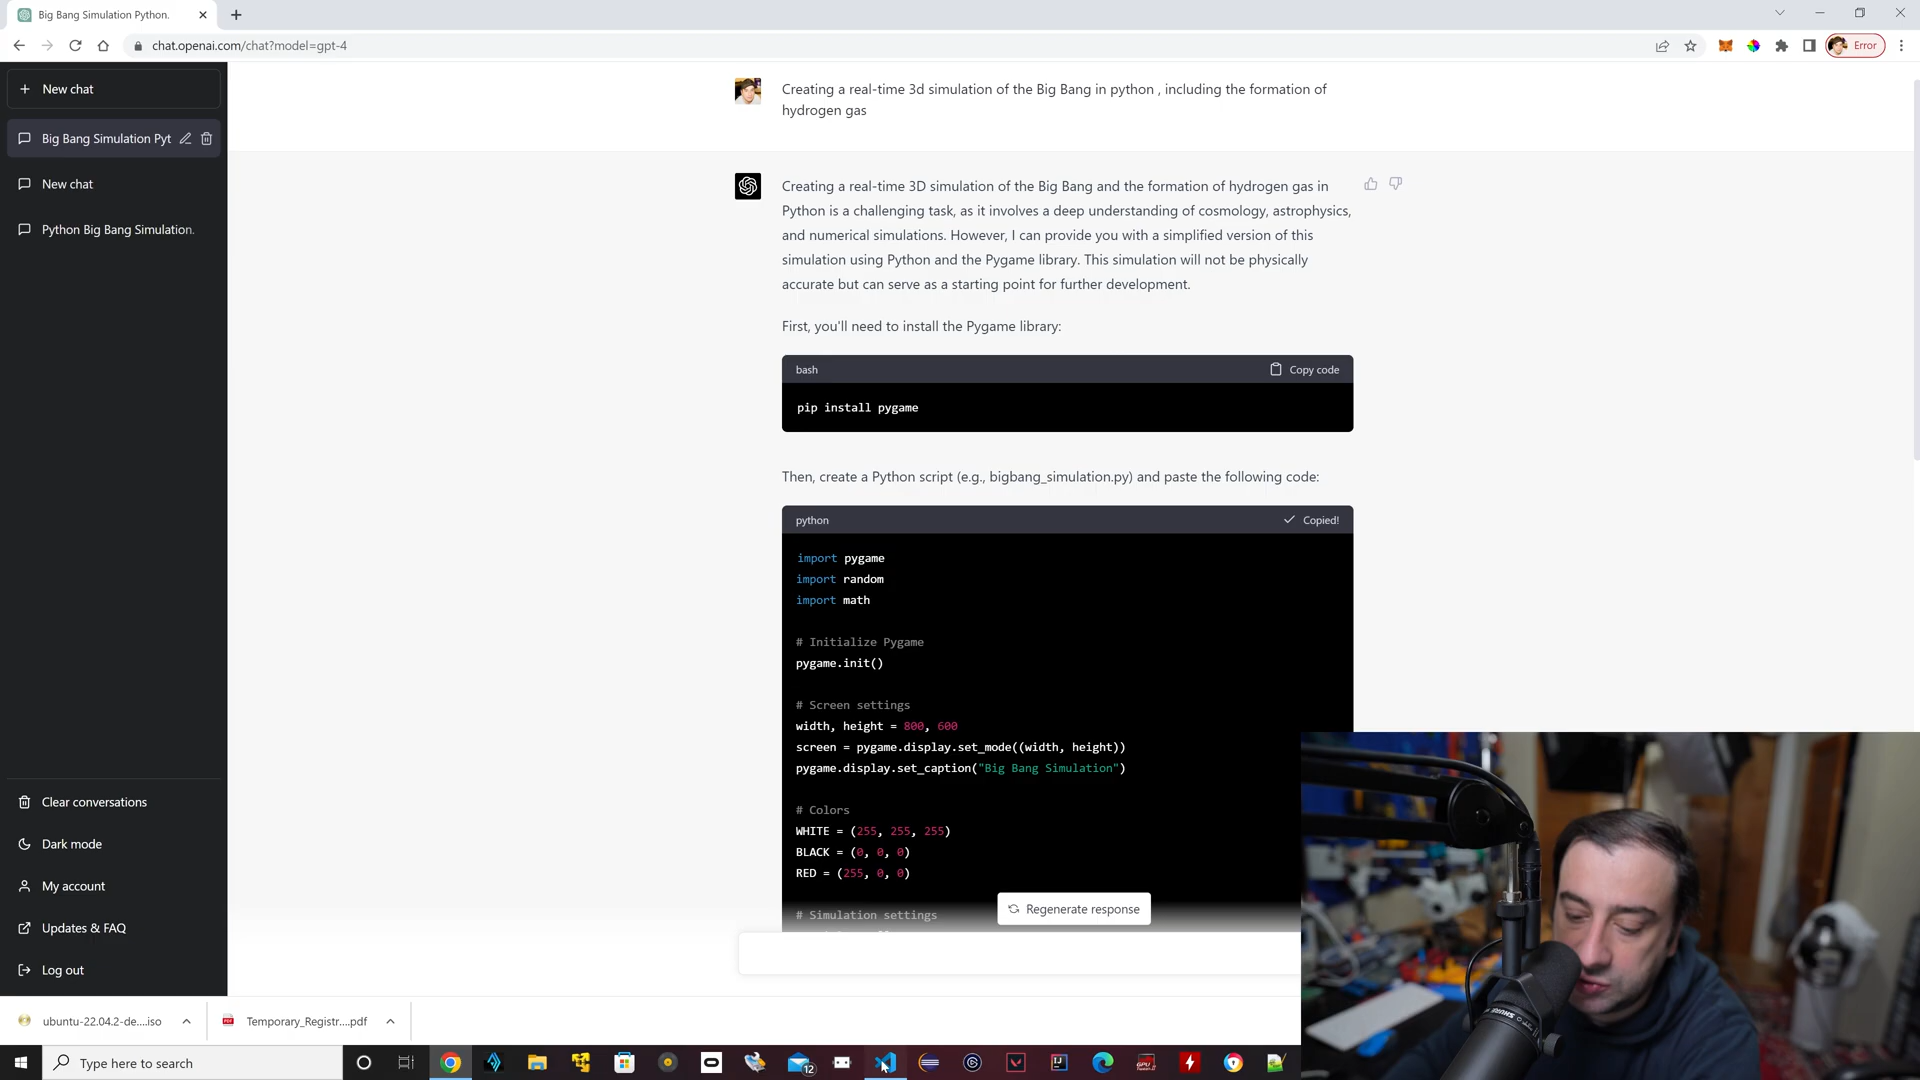 Big Bang Simulation Python.
chat.openai.com/chat?model=gpt-4
Error
New chat
Big Bang Simulation Pyt
New chat
Python Big Bang Simulation.
Clear conversations
Dark mode
My account
Updates & FAQ
Log out
Creating a real-time 3d simulation of the Big Bang in python , including the formation of
hydrogen gas
Creating a real-time 3D simulation of the Big Bang and the formation of hydrogen gas in
Python is a challenging task, as it involves a deep understanding of cosmology, astrophysics,
and numerical simulations. However, I can provide you with a simplified version of this
simulation using Python and the Pygame library. This simulation will not be physically
accurate but can serve as a starting point for further development.
First, you'll need to install the Pygame library:
bash
Copy code
pip install pygame
Then, create a Python script (e.g., bigbang_simulation.py) and paste the following code:
python
Copied!
import pygame
import random
import math
# Initialize Pygame
pygame.init()
# Screen settings
width, height = 800, 600
screen = pygame.display.set_mode((width, height))
pygame.display.set_caption("Big Bang Simulation")
# Colors
WHITE = (255, 255, 255)
BLACK = (0, 0, 0)
RED = (255, 0, 0)
# Simulation settings
Regenerate response
ubuntu-22.04.2-de....iso
Temporary_Registr....pdf
Type here to search
12
SHURE